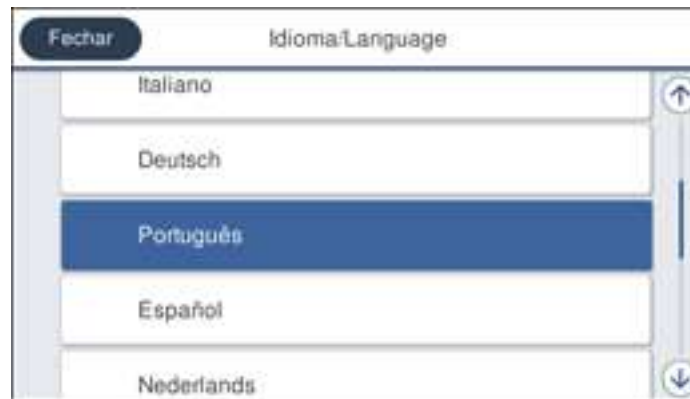 Fechar
Idioma/Language
Italiano
Deutsch
Português
Español
Nederlands